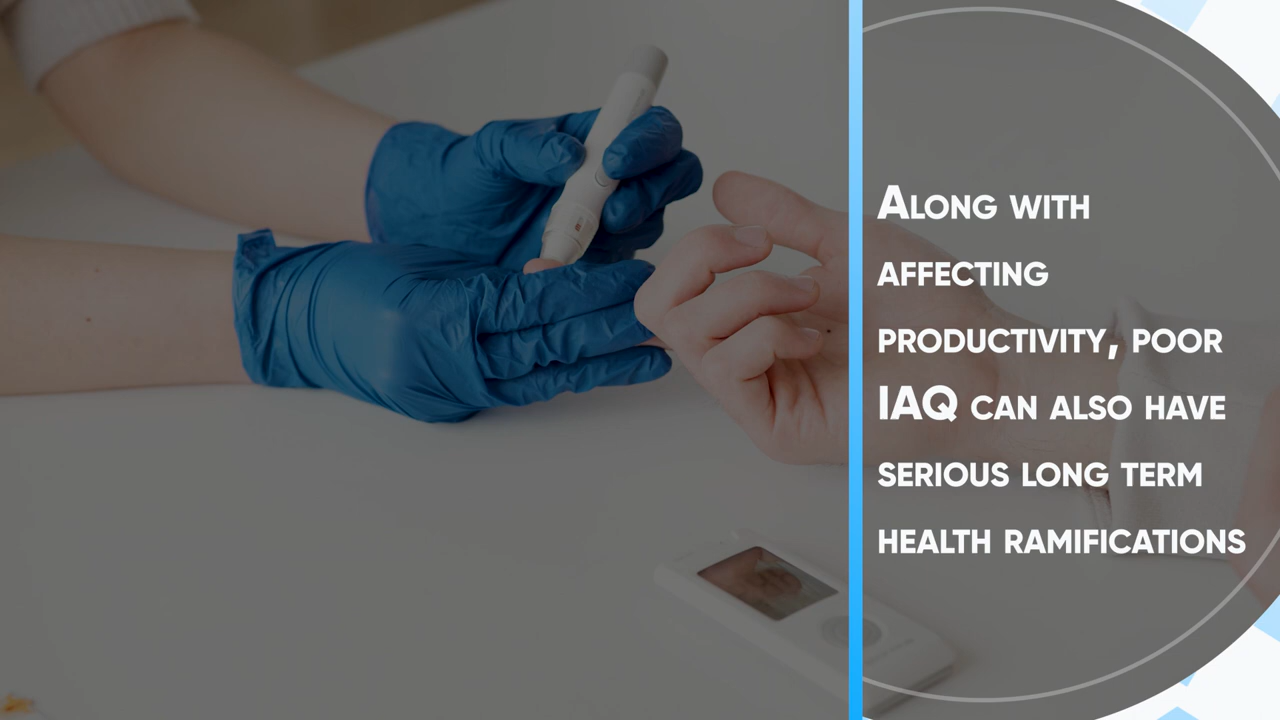 Along with
affecting
productivity, poor
IAQ can also have
serious long term
health ramifications